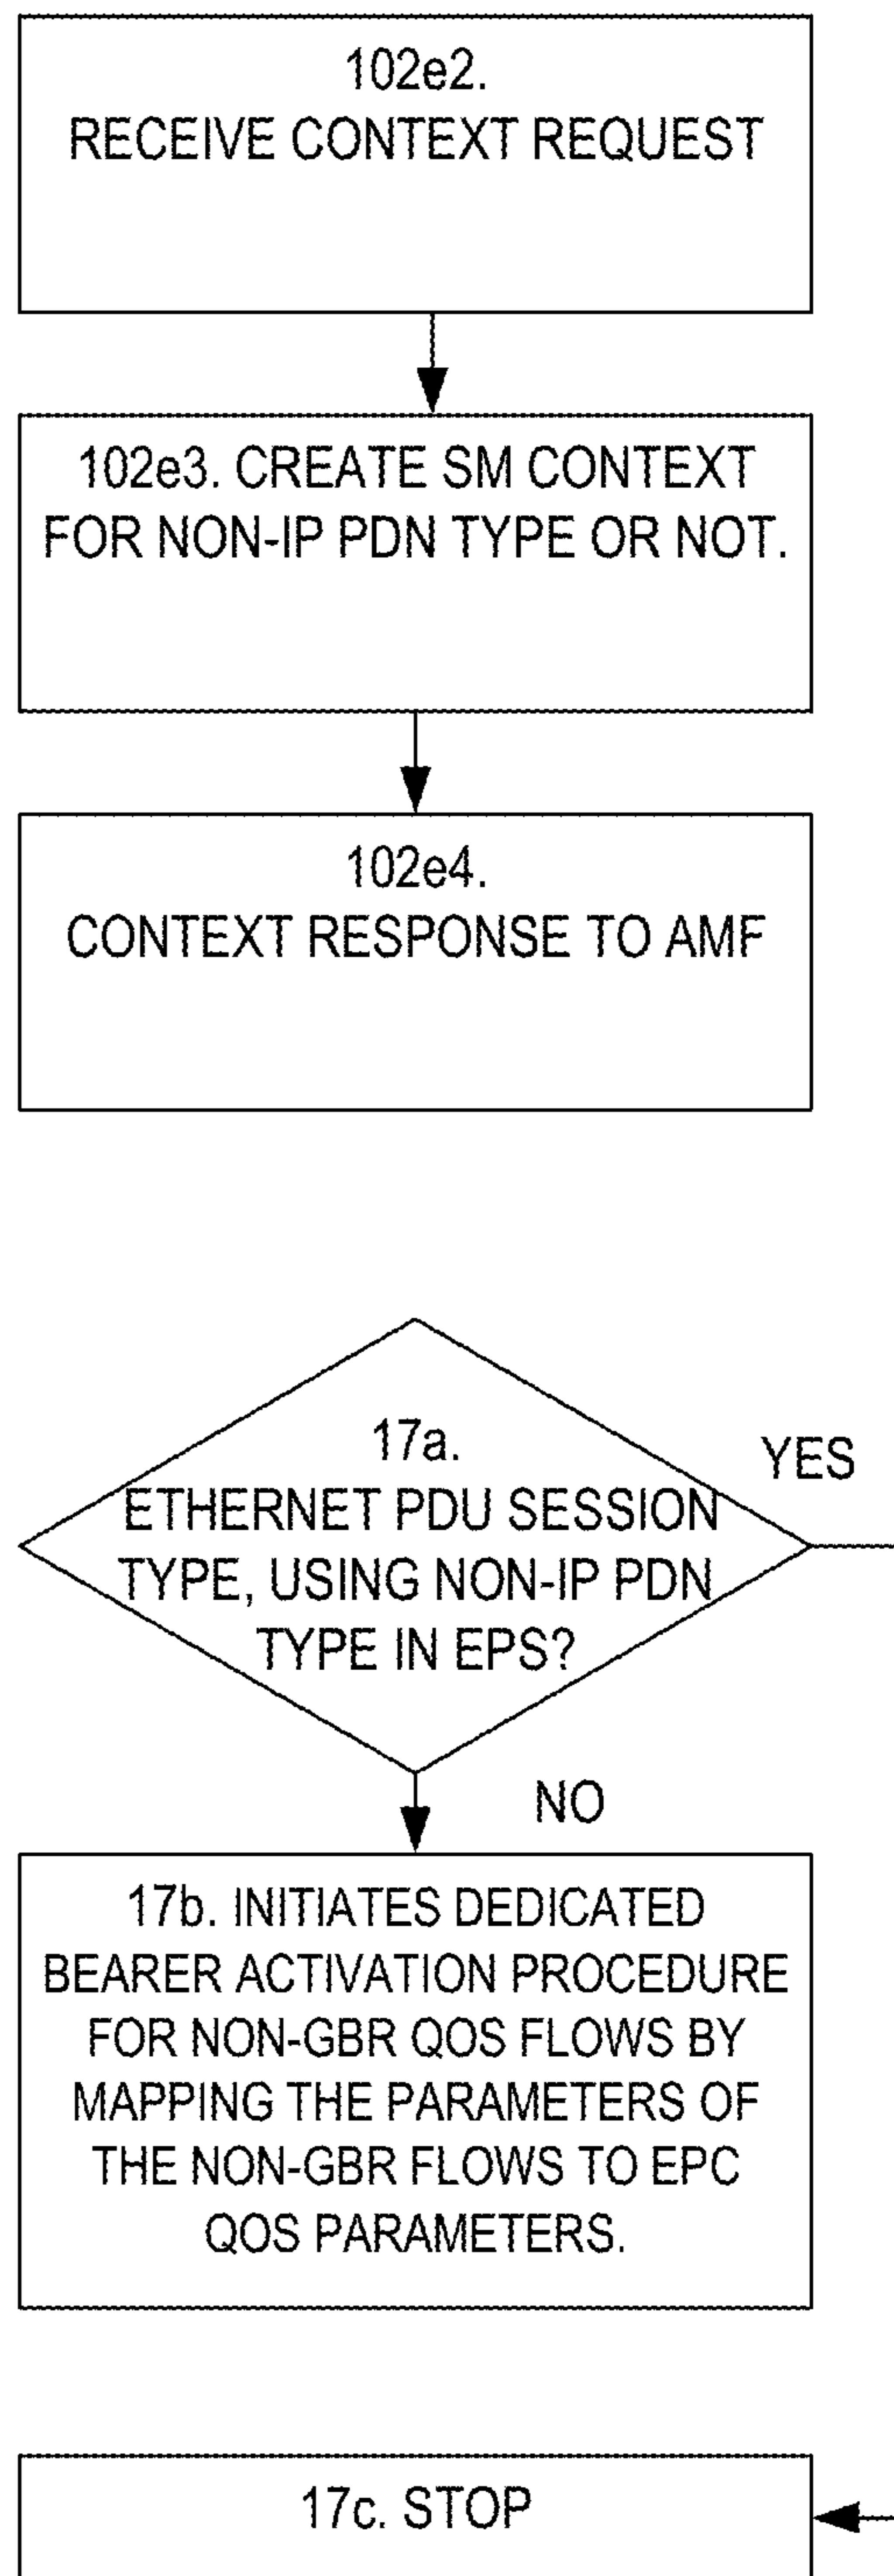 102e2.
RECEIVE CONTEXT REQUEST
102e3. CREATE SM CONTEXT
FOR NON-IP PDN TYPE OR NOT.
102e4.
CONTEXT RESPONSE TO AMF
17a.
ETHERNET PDU SESSION
TYPE, USING NON-IP PDN
TYPE IN EPS?
YES
NO
17b. INITIATES DEDICATED
BEARER ACTIVATION PROCEDURE
FOR NON-GBR QOS FLOWS BY
MAPPING THE PARAMETERS OF
THE NON-GBR FLOWS TO EPC
QOS PARAMETERS.
17c. STOP